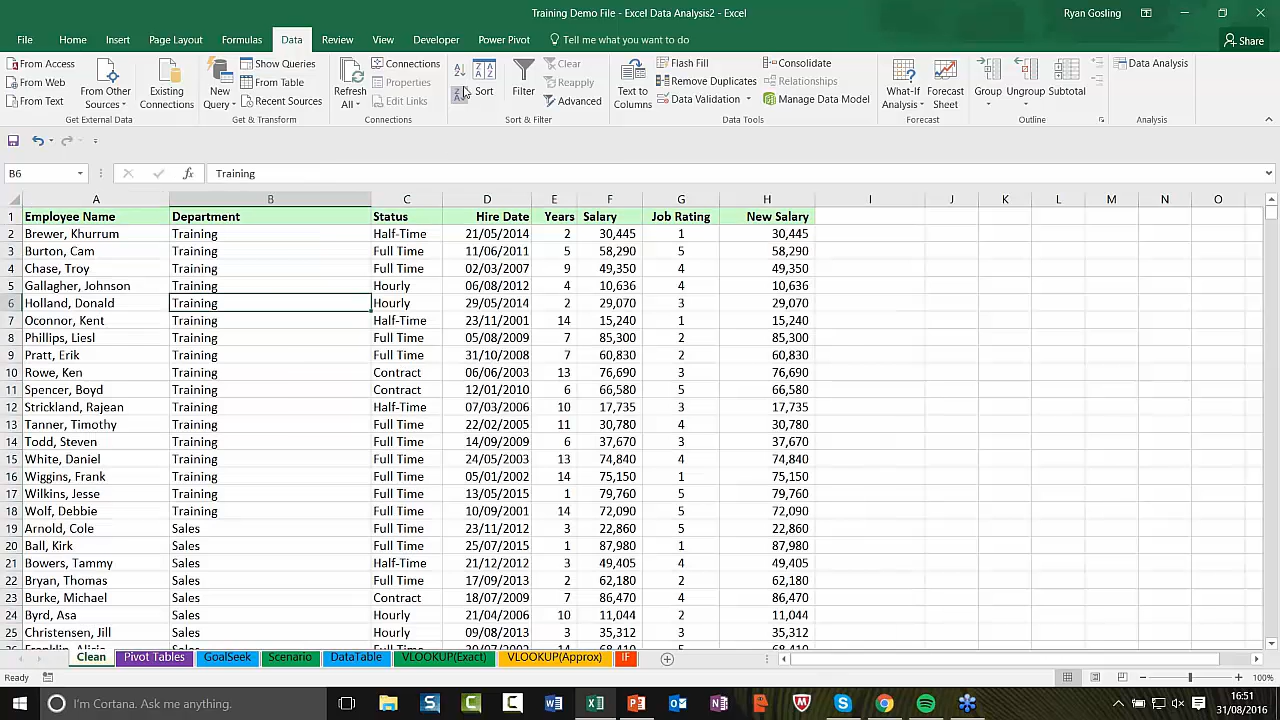 Training Demo File - Excel Data Analysis2 - Excel
Ryan Gosling
File Home Insert Page Layout Formulas Data Review View Developer Power Pivot Tell me what you want to do Share
From Access
From Web
From Text
From Other Sources
Existing Connections
Get External Data
New Query
Show Queries
From Table
Recent Sources
Get & Transform
Refresh All
Connections
Properties
Edit Links
Connections
Sort
Filter
Clear
Reapply
Advanced
Sort & Filter
Text to Columns
Flash Fill
Remove Duplicates
Data Validation
Consolidate
Relationships
Manage Data Model
Data Tools
What-If Analysis
Forecast Sheet
Forecast
Group
Ungroup
Subtotal
Outline
Data Analysis
Analysis
B6 fx Training
A B C D E F G H I J K L M N O
1 Employee Name Department Status Hire Date Years Salary Job Rating New Salary
2 Brewer, Khurrum Training Half-Time 21/05/2014 2 30,445 1 30,445
3 Burton, Cam Training Full Time 11/06/2011 5 58,290 5 58,290
4 Chase, Troy Training Full Time 02/03/2007 9 49,350 4 49,350
5 Gallagher, Johnson Training Hourly 06/08/2012 4 10,636 4 10,636
6 Holland, Donald Training Hourly 29/05/2014 2 29,070 3 29,070
7 Oconnor, Kent Training Half-Time 23/11/2001 14 15,240 1 15,240
8 Phillips, Liesl Training Full Time 05/08/2009 7 85,300 2 85,300
9 Pratt, Erik Training Full Time 31/10/2008 7 60,830 2 60,830
10 Rowe, Ken Training Contract 06/06/2003 13 76,690 3 76,690
11 Spencer, Boyd Training Contract 12/01/2010 6 66,580 5 66,580
12 Strickland, Rajean Training Half-Time 07/03/2006 10 17,735 3 17,735
13 Tanner, Timothy Training Full Time 22/02/2005 11 30,780 4 30,780
14 Todd, Steven Training Full Time 14/09/2009 6 37,670 3 37,670
15 White, Daniel Training Full Time 24/05/2003 13 74,840 4 74,840
16 Wiggins, Frank Training Full Time 05/01/2002 14 75,150 1 75,150
17 Wilkins, Jesse Training Full Time 13/05/2015 1 79,760 5 79,760
18 Wolf, Debbie Training Full Time 10/09/2001 14 72,090 5 72,090
19 Arnold, Cole Sales Full Time 23/11/2012 3 22,860 5 22,860
20 Ball, Kirk Sales Full Time 25/07/2015 1 87,980 1 87,980
21 Bowers, Tammy Sales Half-Time 21/12/2012 3 49,405 4 49,405
22 Bryan, Thomas Sales Full Time 17/09/2013 2 62,180 2 62,180
23 Burke, Michael Sales Contract 18/07/2009 7 86,470 4 86,470
24 Byrd, Asa Sales Hourly 21/04/2006 10 11,044 2 11,044
25 Christensen, Jill Sales Hourly 09/08/2013 3 35,312 3 35,312
Clean Pivot Tables GoalSeek Scenario DataTable VLOOKUP(Exact) VLOOKUP(Approx) IF
Ready 100%
I'm Cortana. Ask me anything.
16:51
31/08/2016